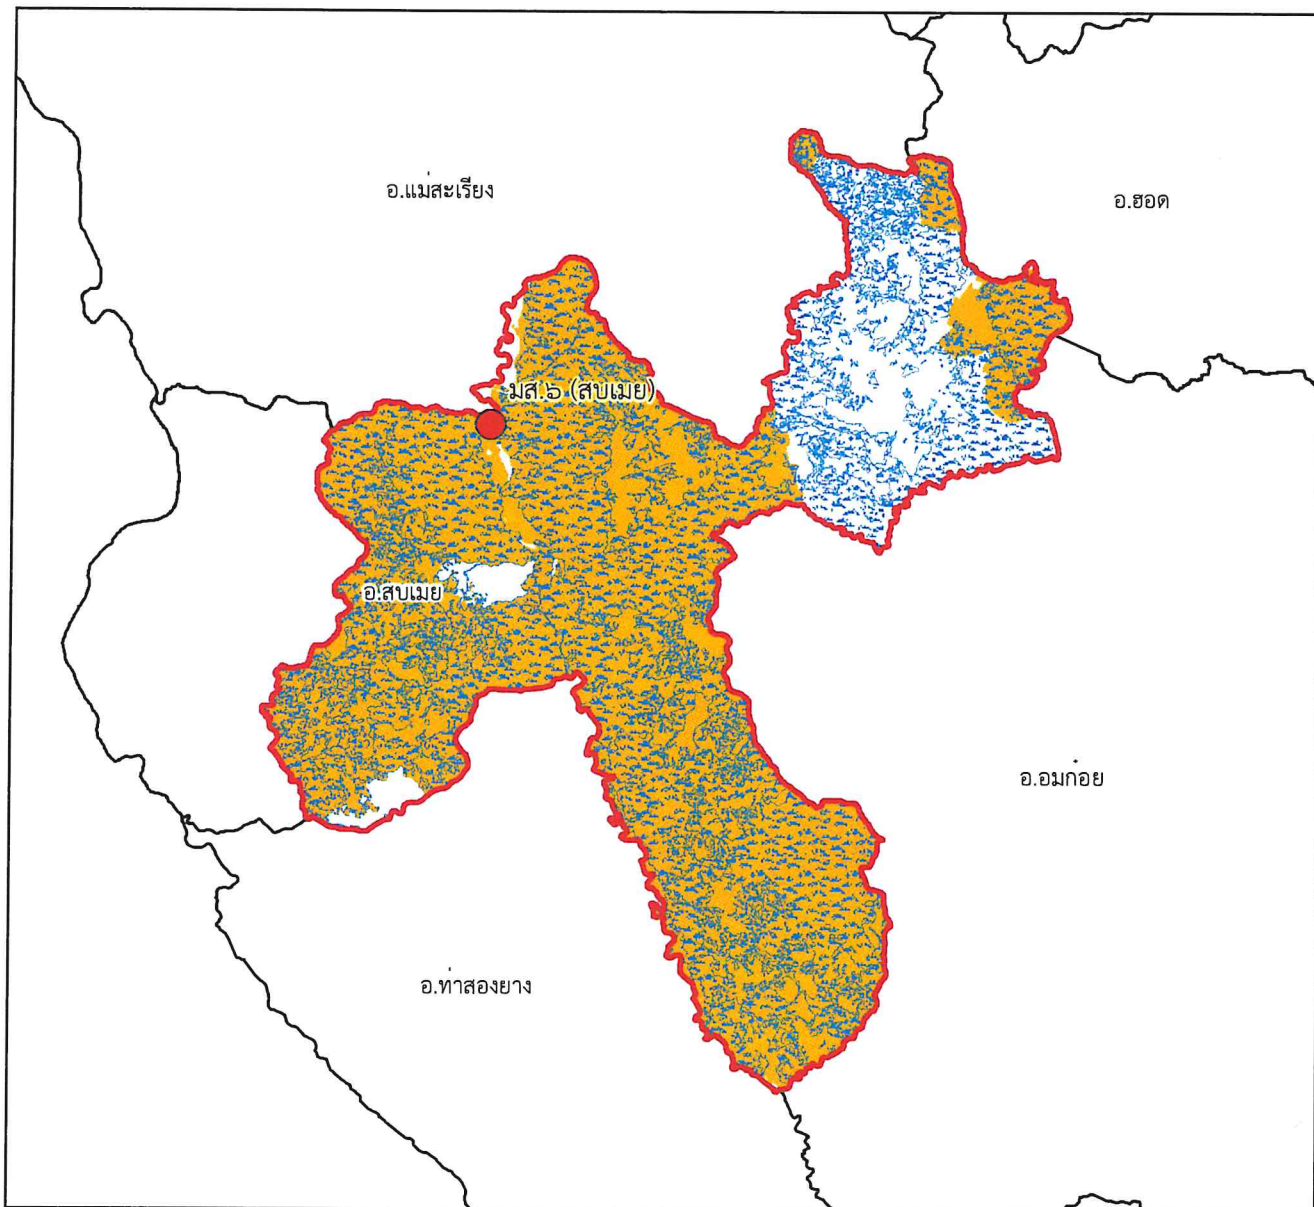 อ.แม่สะเรียง
อ.ฮอด
มส.๖ (สบเมย)
อ.สบเมย
อ.อมก๋อย
อ.ท่าสองยาง